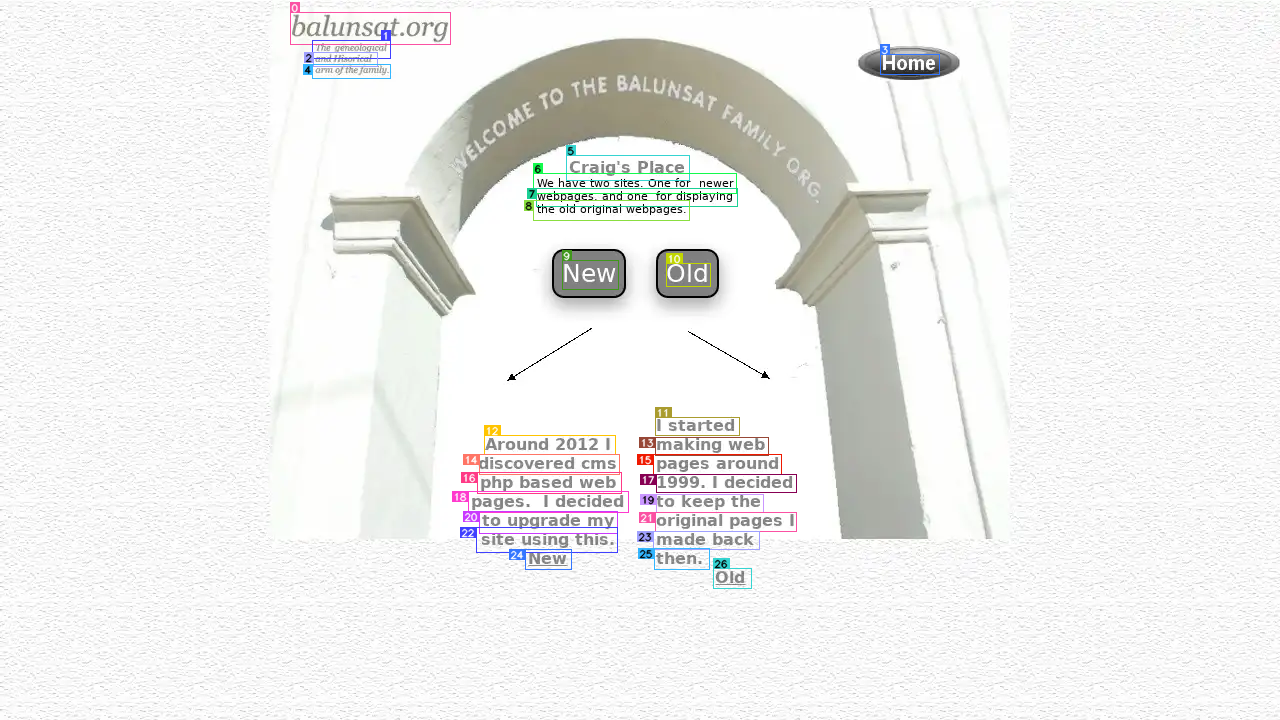 balunsat.org
The geneological
and Hisorical
arm of the family.
Home
WELCOME TO THE BALUNSAT FAMILY ORG.
Craig's Place
We have two sites. One for newer
webpages. and one for displaying
the old original webpages.
New
Old
Around 2012 I
discovered cms
php based web
pages. I decided
to upgrade my
site using this.
New
I started
making web
pages around
1999. I decided
to keep the
original pages I
made back
then.
Old